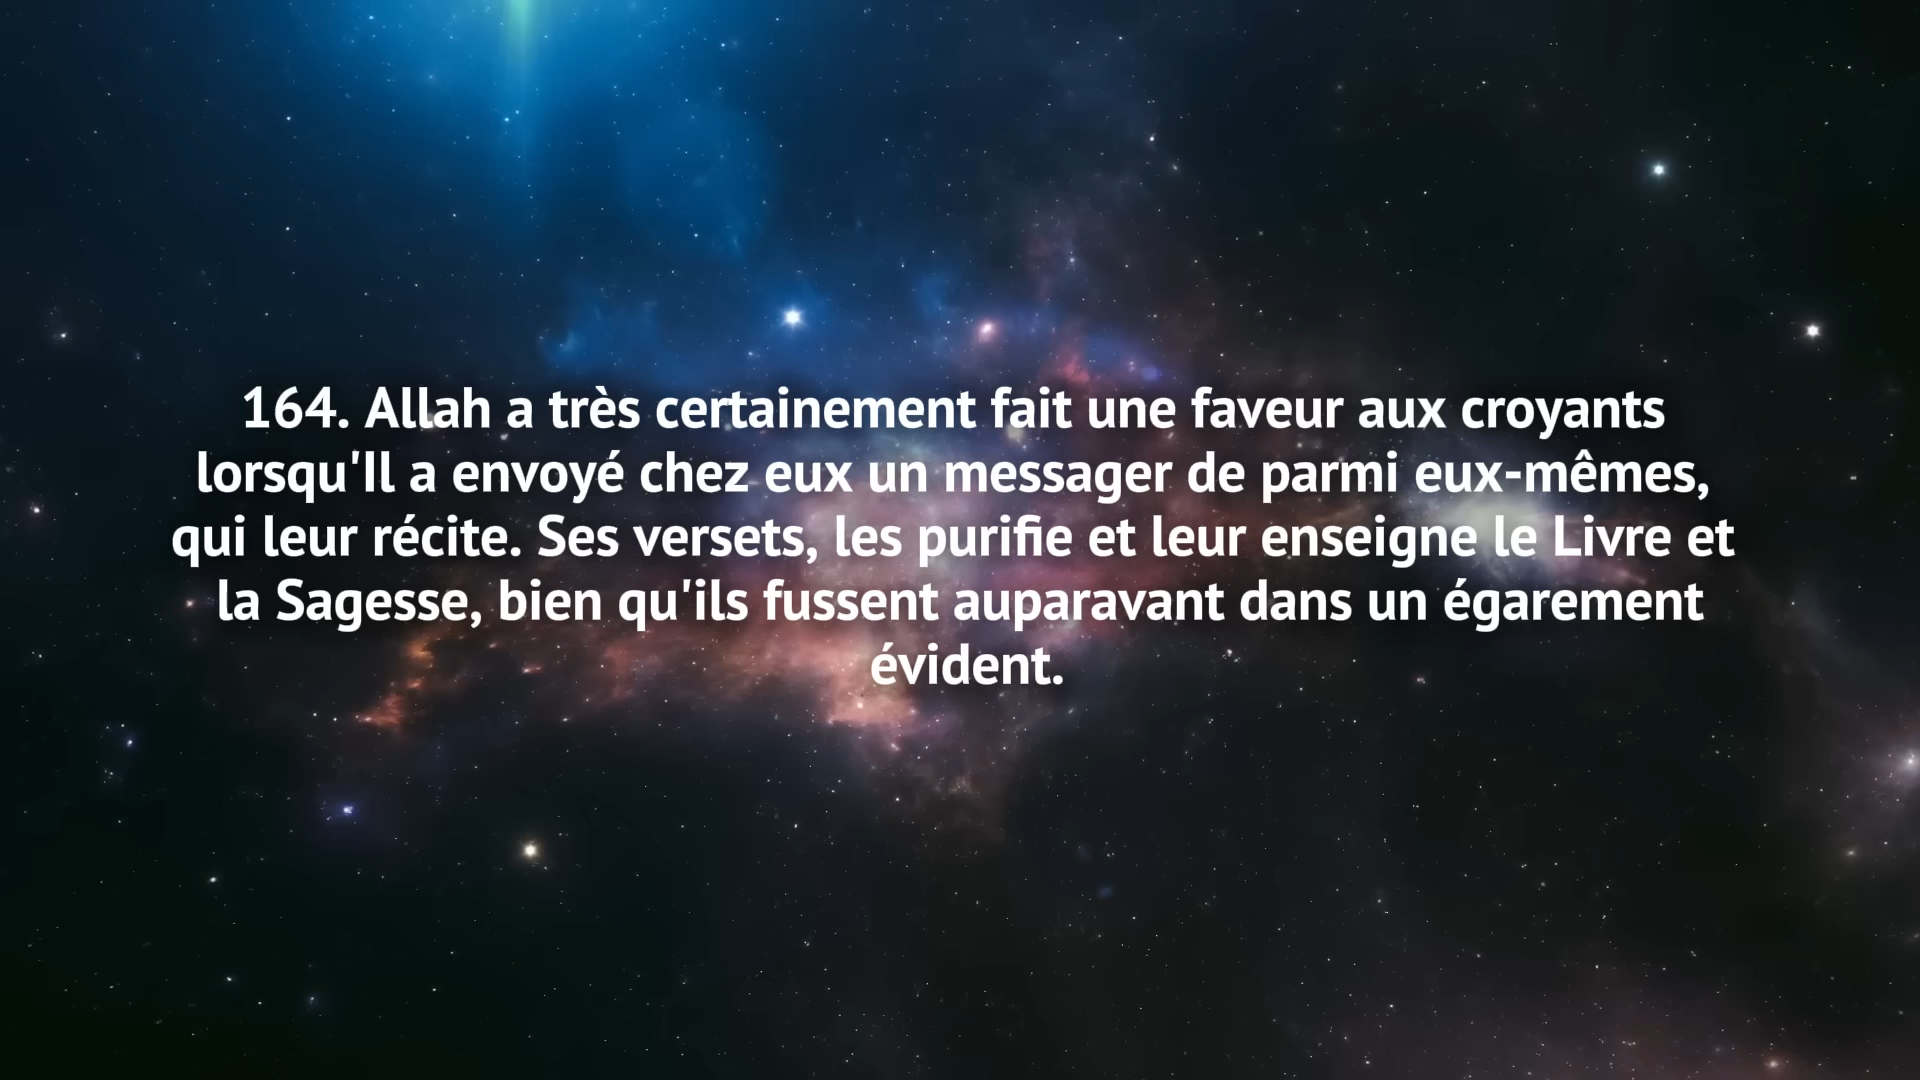 164. Allah a très certainement fait une faveur aux croyants
lorsqu'Il a envoyé chez eux un messager de parmi eux-mêmes,
qui leur récite. Ses versets, les purifie et leur enseigne le Livre et
la Sagesse, bien qu'ils fussent auparavant dans un égarement
évident.